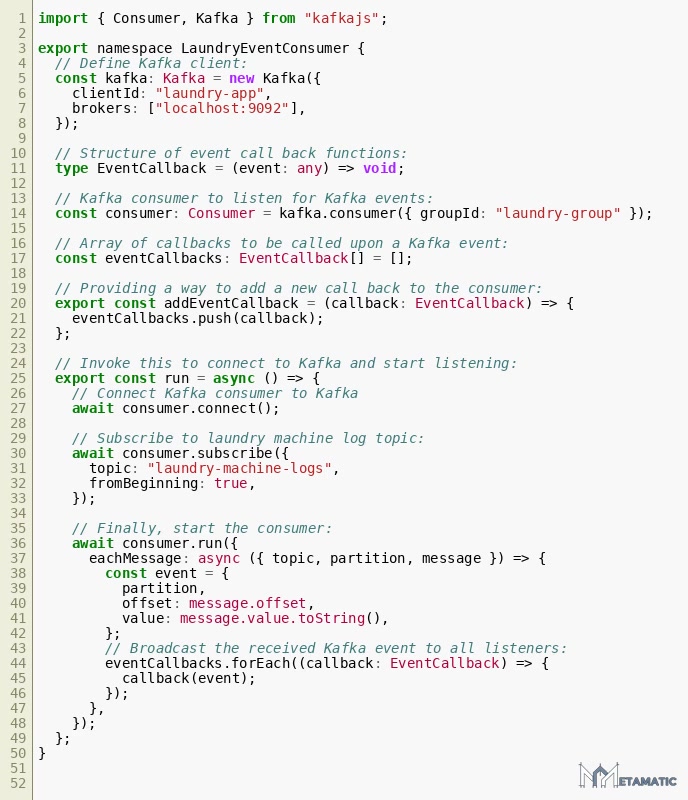 1 import { Consumer, Kafka } from "kafkajs";
2
3 export namespace LaundryEventConsumer {
4   // Define Kafka client:
5   const kafka: Kafka = new Kafka({
6     clientId: "laundry-app",
7     brokers: ["localhost:9092"],
8   });
9
10   // Structure of event call back functions:
11   type EventCallback = (event: any) => void;
12
13   // Kafka consumer to listen for Kafka events:
14   const consumer: Consumer = kafka.consumer({ groupId: "laundry-group" });
15
16   // Array of callbacks to be called upon a Kafka event:
17   const eventCallbacks: EventCallback[] = [];
18
19   // Providing a way to add a new call back to the consumer:
20   export const addEventCallback = (callback: EventCallback) => {
21     eventCallbacks.push(callback);
22   };
23
24   // Invoke this to connect to Kafka and start listening:
25   export const run = async () => {
26     // Connect Kafka consumer to Kafka
27     await consumer.connect();
28
29     // Subscribe to laundry machine log topic:
30     await consumer.subscribe({
31       topic: "laundry-machine-logs",
32       fromBeginning: true,
33     });
34
35     // Finally, start the consumer:
36     await consumer.run({
37       eachMessage: async ({ topic, partition, message }) => {
38         const event = {
39           partition,
40           offset: message.offset,
41           value: message.value.toString(),
42         };
43         // Broadcast the received Kafka event to all listeners:
44         eventCallbacks.forEach((callback: EventCallback) => {
45           callback(event);
46         });
47       },
48     });
49   };
50 }
51
52
METAMATIC